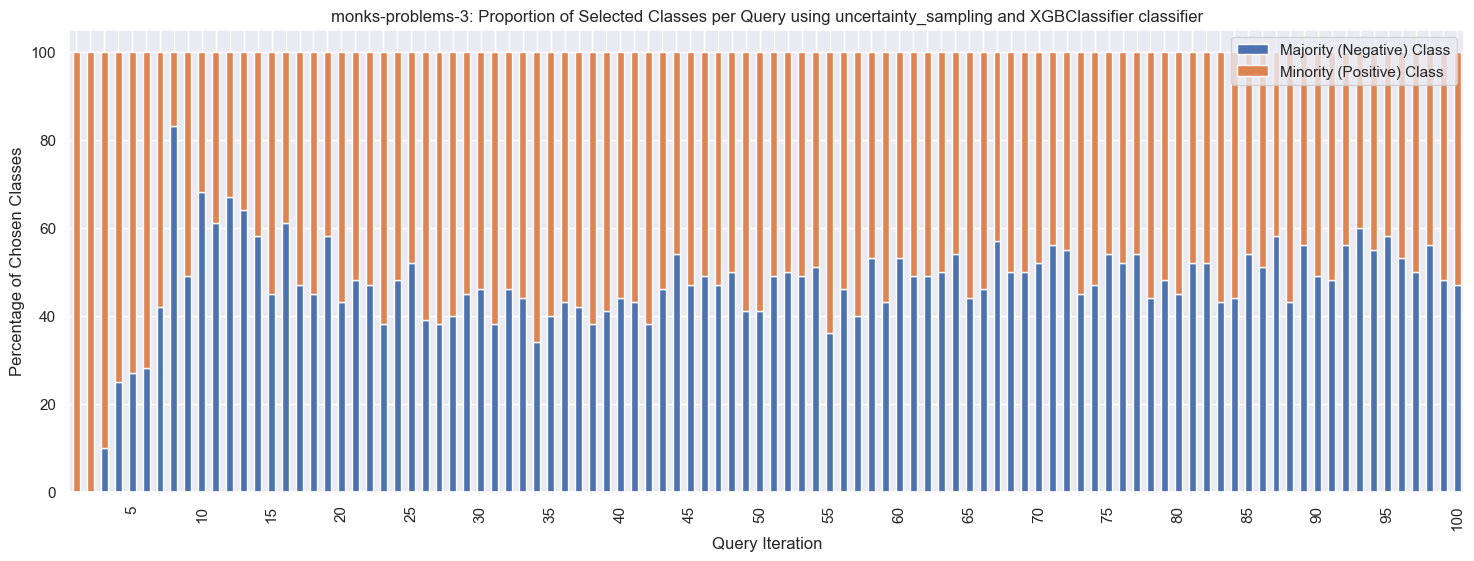 monks-problems-3: Proportion of Selected Classes per Query using uncertainty_sampling and XGBClassifier classifier
Majority (Negative) Class
Minority (Positive) Class
Percentage of Chosen Classes
100
80
60
40
20
0
5 10 15 20 25 30 35 40 45 50 55 60 65 70 75 80 85 90 95 100
Query Iteration